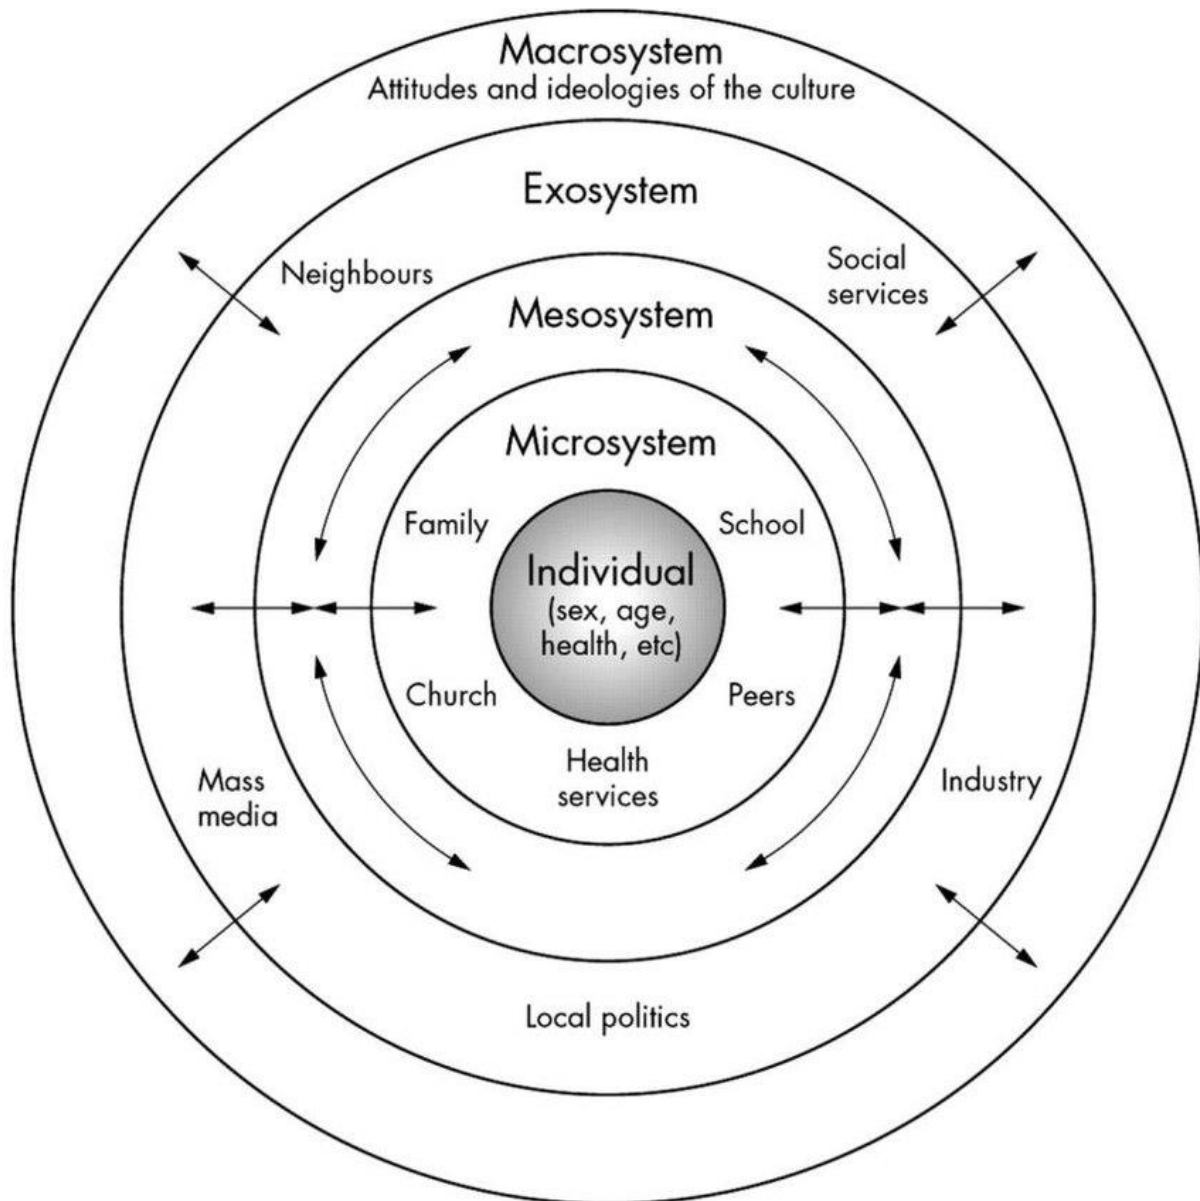 Macrosystem
Attitudes and ideologies of the culture
Exosystem
Neighbours
Social
services
Mesosystem
Microsystem
Family
School
Individual
(sex, age,
health, etc)
Church
Peers
Health
services
Mass
media
Industry
Local politics